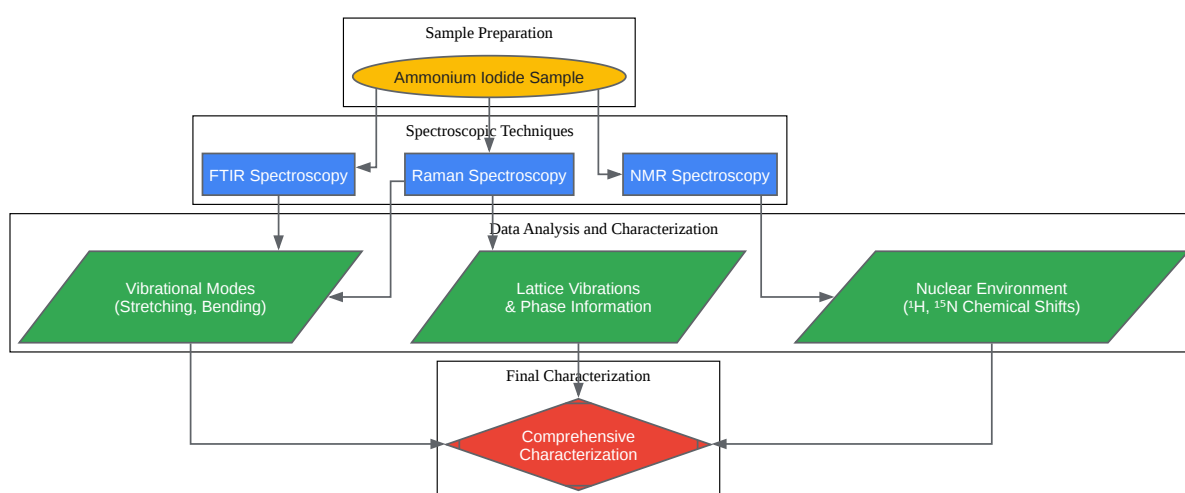 Sample Preparation
Ammonium Iodide Sample
Spectroscopic Techniques
FTIR Spectroscopy
Raman Spectroscopy
NMR Spectroscopy
Data Analysis and Characterization
Vibrational Modes
(Stretching, Bending)
Lattice Vibrations
& Phase Information
Nuclear Environment
(¹H, ¹⁵N Chemical Shifts)
Final Characterization
Comprehensive
Characterization